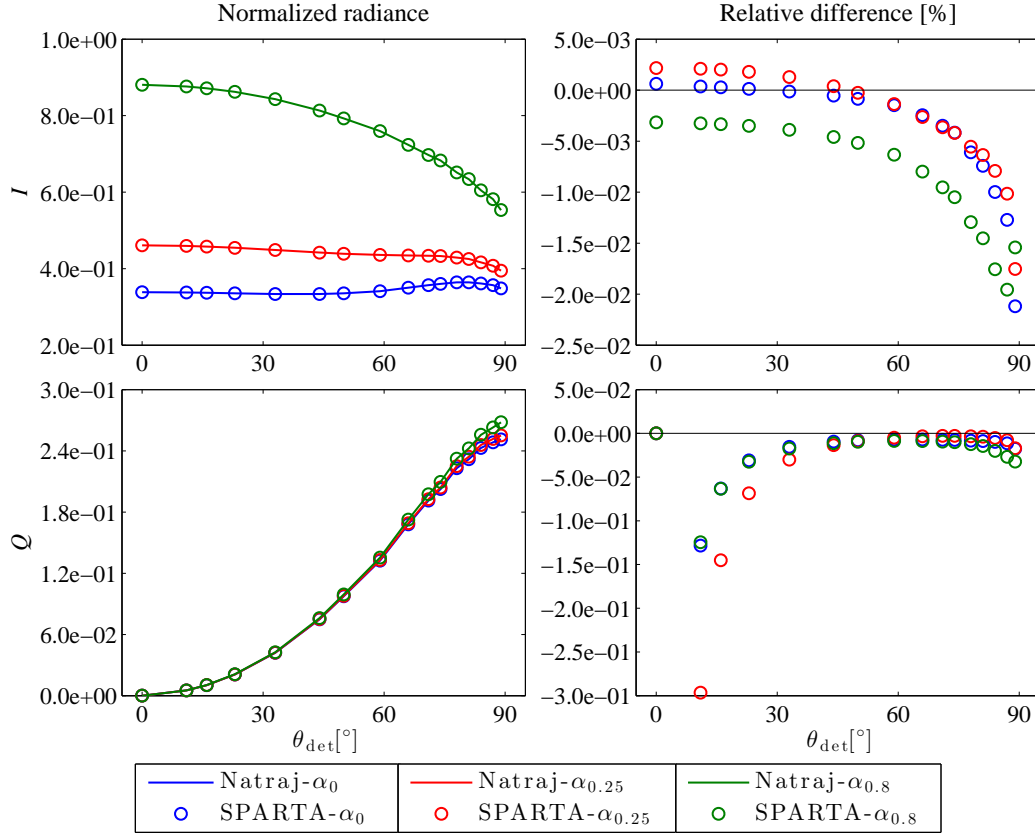 Normalized radiance
Relative difference [%]
1.0e+00
8.0e−01
6.0e−01
4.0e−01
2.0e−01
I
0
30
60
90
5.0e−03
0.0e+00
−5.0e−03
−1.0e−02
−1.5e−02
−2.0e−02
−2.5e−02
0
30
60
90
3.0e−01
2.4e−01
1.8e−01
1.2e−01
6.0e−02
0.0e+00
Q
0
30
60
90
θdet[°]
5.0e−02
0.0e+00
−5.0e−02
−1.0e−01
−1.5e−01
−2.0e−01
−2.5e−01
−3.0e−01
0
30
60
90
θdet[°]
Natraj-α0
Natraj-α0.25
Natraj-α0.8
SPARTA-α0
SPARTA-α0.25
SPARTA-α0.8